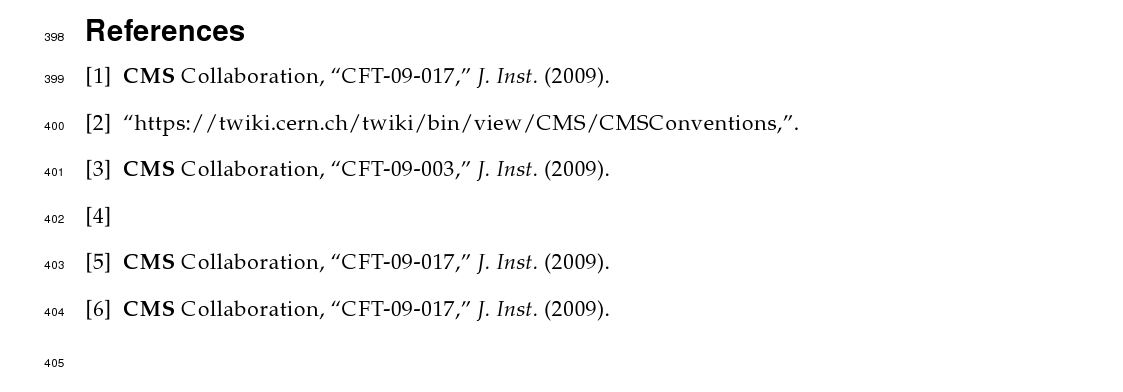 398 References
399 [1] CMS Collaboration, “CFT-09-017,” J. Inst. (2009).
400 [2] “https://twiki.cern.ch/twiki/bin/view/CMS/CMSConventions,”.
401 [3] CMS Collaboration, “CFT-09-003,” J. Inst. (2009).
402 [4]
403 [5] CMS Collaboration, “CFT-09-017,” J. Inst. (2009).
404 [6] CMS Collaboration, “CFT-09-017,” J. Inst. (2009).
405